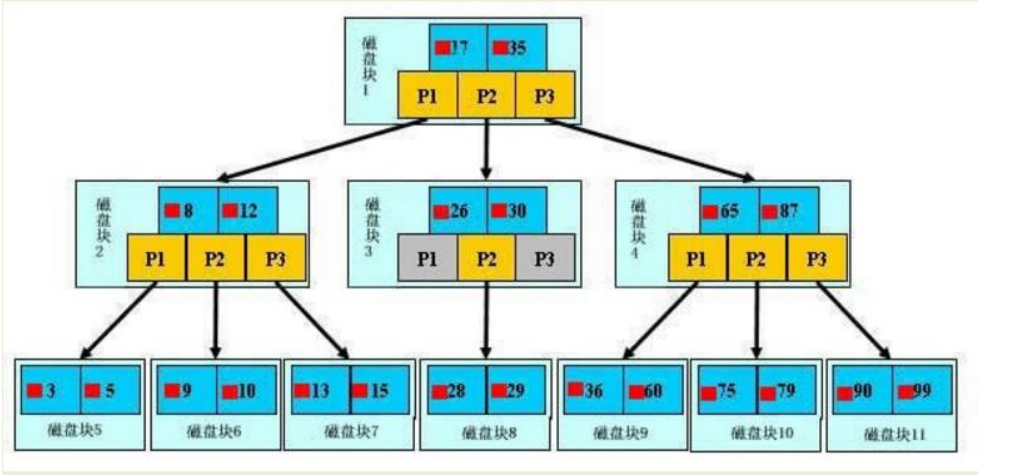 磁盘块1
17 35
P1 P2 P3
磁盘块2
8 12
P1 P2 P3
磁盘块3
26 30
P1 P2 P3
磁盘块4
65 87
P1 P2 P3
3 5
磁盘块5
9 10
磁盘块6
13 15
磁盘块7
28 29
磁盘块8
36 60
磁盘块9
75 79
磁盘块10
90 99
磁盘块11